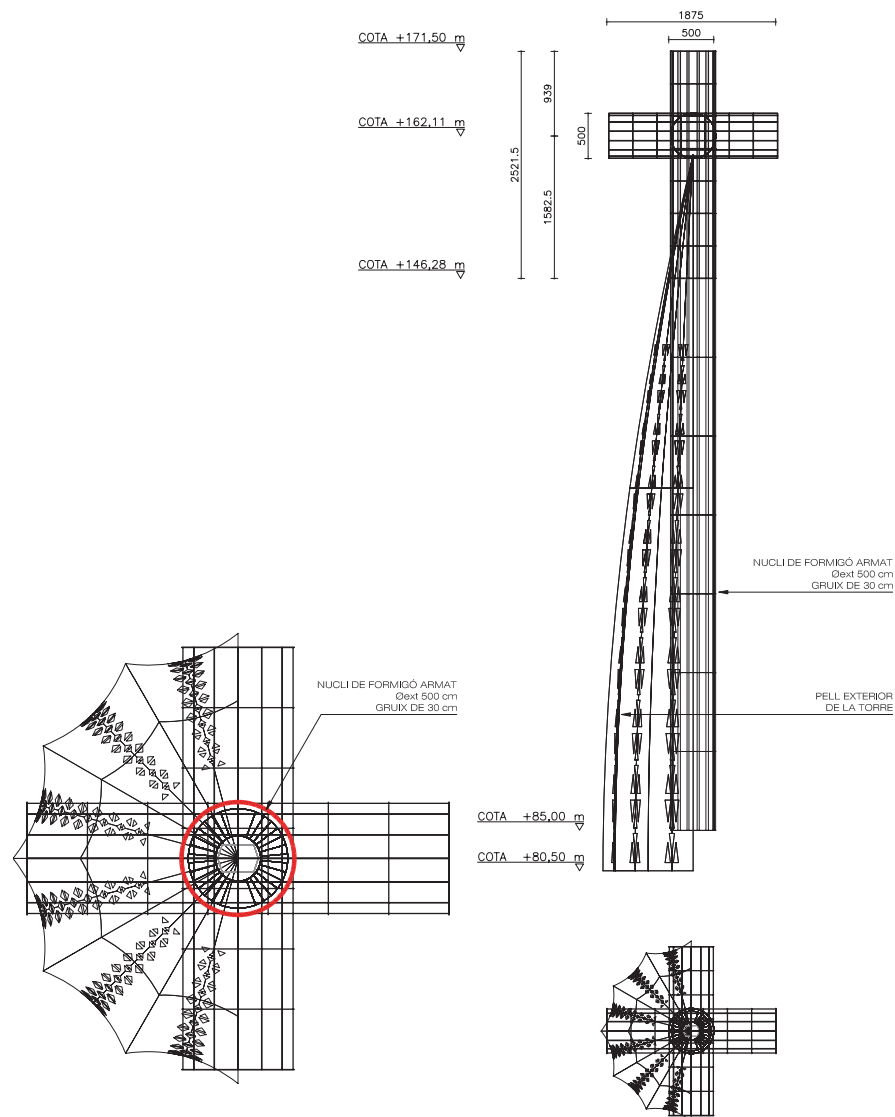 1875
COTA +171,50 m
500
939
COTA +162,11 m
500
2521.5
1582.5
COTA +146,28 m
NUCLI DE FORMIGÓ ARMAT
Øext 500 cm
GRUIX DE 30 cm
NUCLI DE FORMIGÓ ARMAT
Øext 500 cm
GRUIX DE 30 cm
PELL EXTERIOR
DE LA TORRE
COTA +85,00 m
COTA +80,50 m